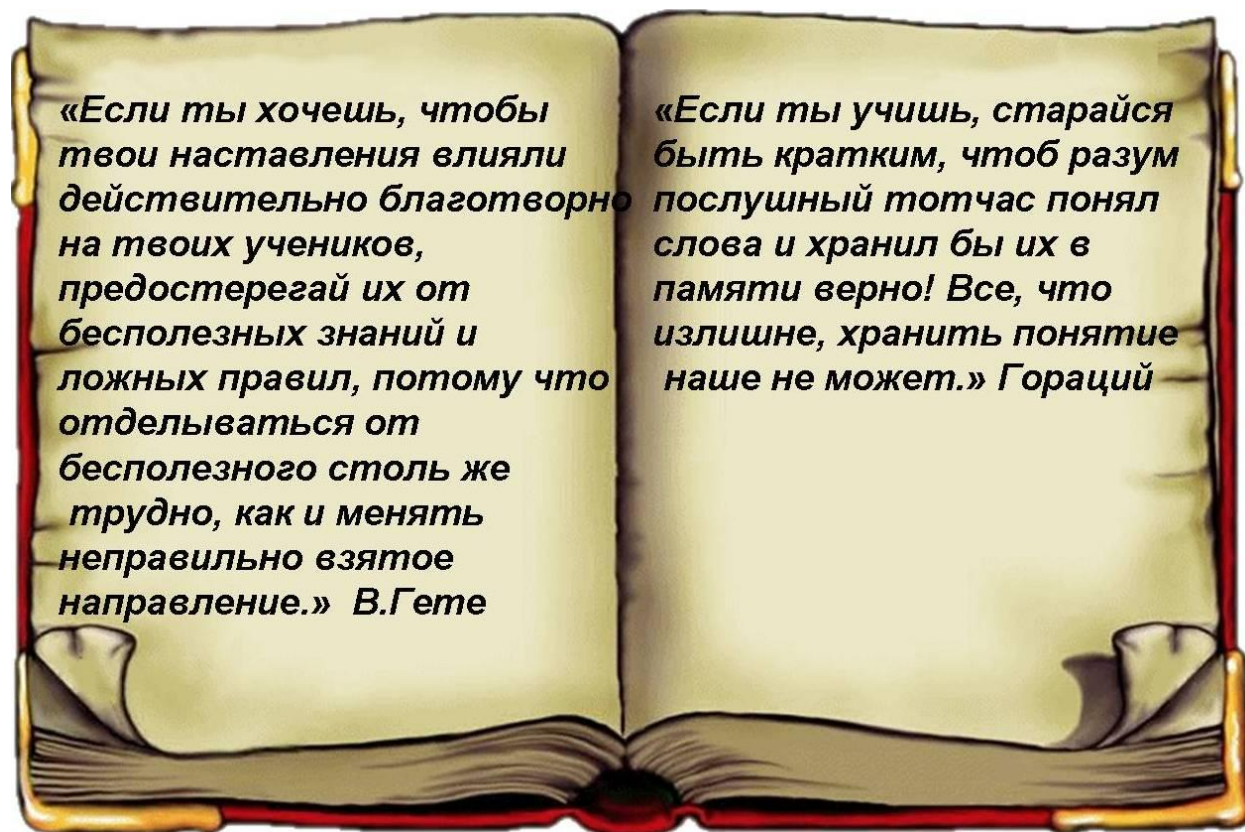 «Если ты хочешь, чтобы
твои наставления влияли
действительно благотворно
на твоих учеников,
предостерегай их от
бесполезных знаний и
ложных правил, потому что
отделываться от
бесполезного столь же
трудно, как и менять
неправильно взятое
направление.» В.Гете
«Если ты учишь, старайся
быть кратким, чтоб разум
послушный тотчас понял
слова и хранил бы их в
памяти верно! Все, что
излишне, хранить понятие
наше не может.» Гораций